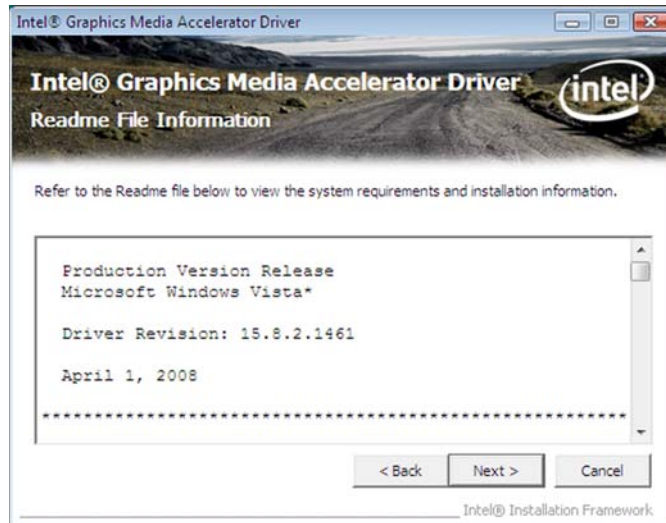 Intel® Graphics Media Accelerator Driver
Intel® Graphics Media Accelerator Driver
intel
Readme File Information
Refer to the Readme file below to view the system requirements and installation information.
Production Version Release
Microsoft Windows Vista*
Driver Revision: 15.8.2.1461
April 1, 2008
********************************************************
< Back Next > Cancel
Intel® Installation Framework